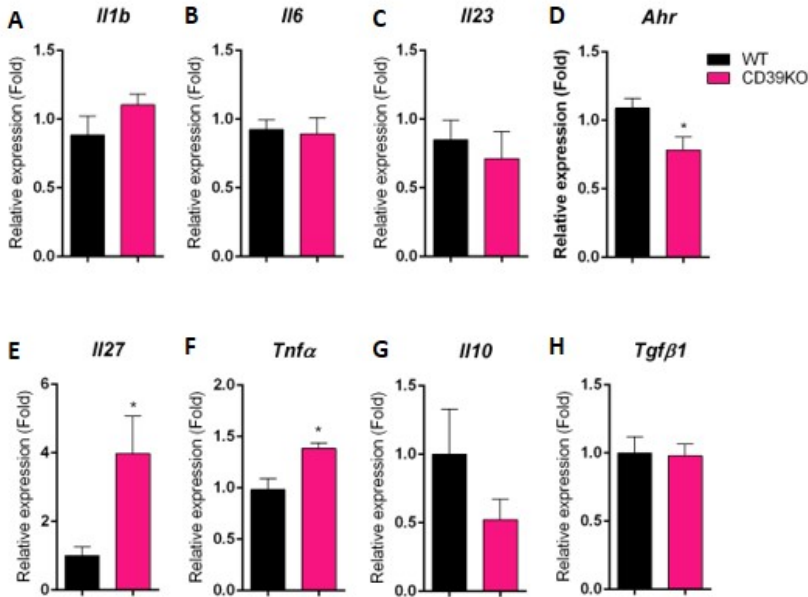 A Il1b
Relative expression (Fold)
1.5
1.0
0.5
0.0
B Il6
Relative expression (Fold)
1.5
1.0
0.5
0.0
C Il23
Relative expression (Fold)
1.5
1.0
0.5
0.0
D Ahr
Relative expression (Fold)
1.5
1.0
0.5
0.0
*
WT
CD39KO
E Il27
Relative expression (Fold)
6
4
2
0
*
F Tnfα
Relative expression (Fold)
2.0
1.5
1.0
0.5
0.0
*
G Il10
Relative expression (Fold)
1.5
1.0
0.5
0.0
H Tgfβ1
Relative expression (Fold)
1.5
1.0
0.5
0.0